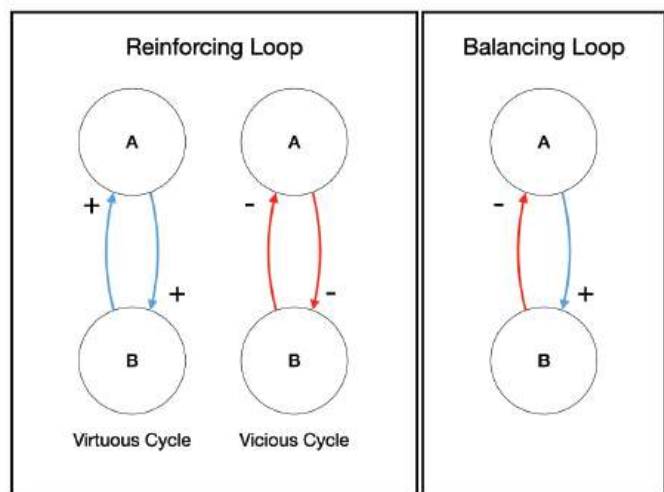 Reinforcing Loop
A
+
+
B
Virtuous Cycle
A
-
-
B
Vicious Cycle
Balancing Loop
A
-
+
B